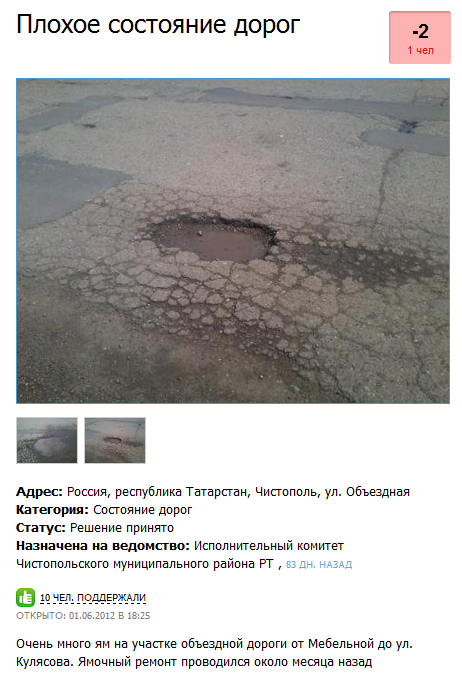 Плохое состояние дорог
-2
1 чел
Адрес: Россия, республика Татарстан, Чистополь, ул. Объездная
Категория: Состояние дорог
Статус: Решение принято
Назначена на ведомство: Исполнительный комитет
Чистопольского муниципального района РТ , 83 ДН. НАЗАД
10 ЧЕЛ. ПОДДЕРЖАЛИ
ОТКРЫТО: 01.06.2012 В 18:25
Очень много ям на участке объездной дороги от Мебельной до ул.
Кулясова. Ямочный ремонт проводился около месяца назад